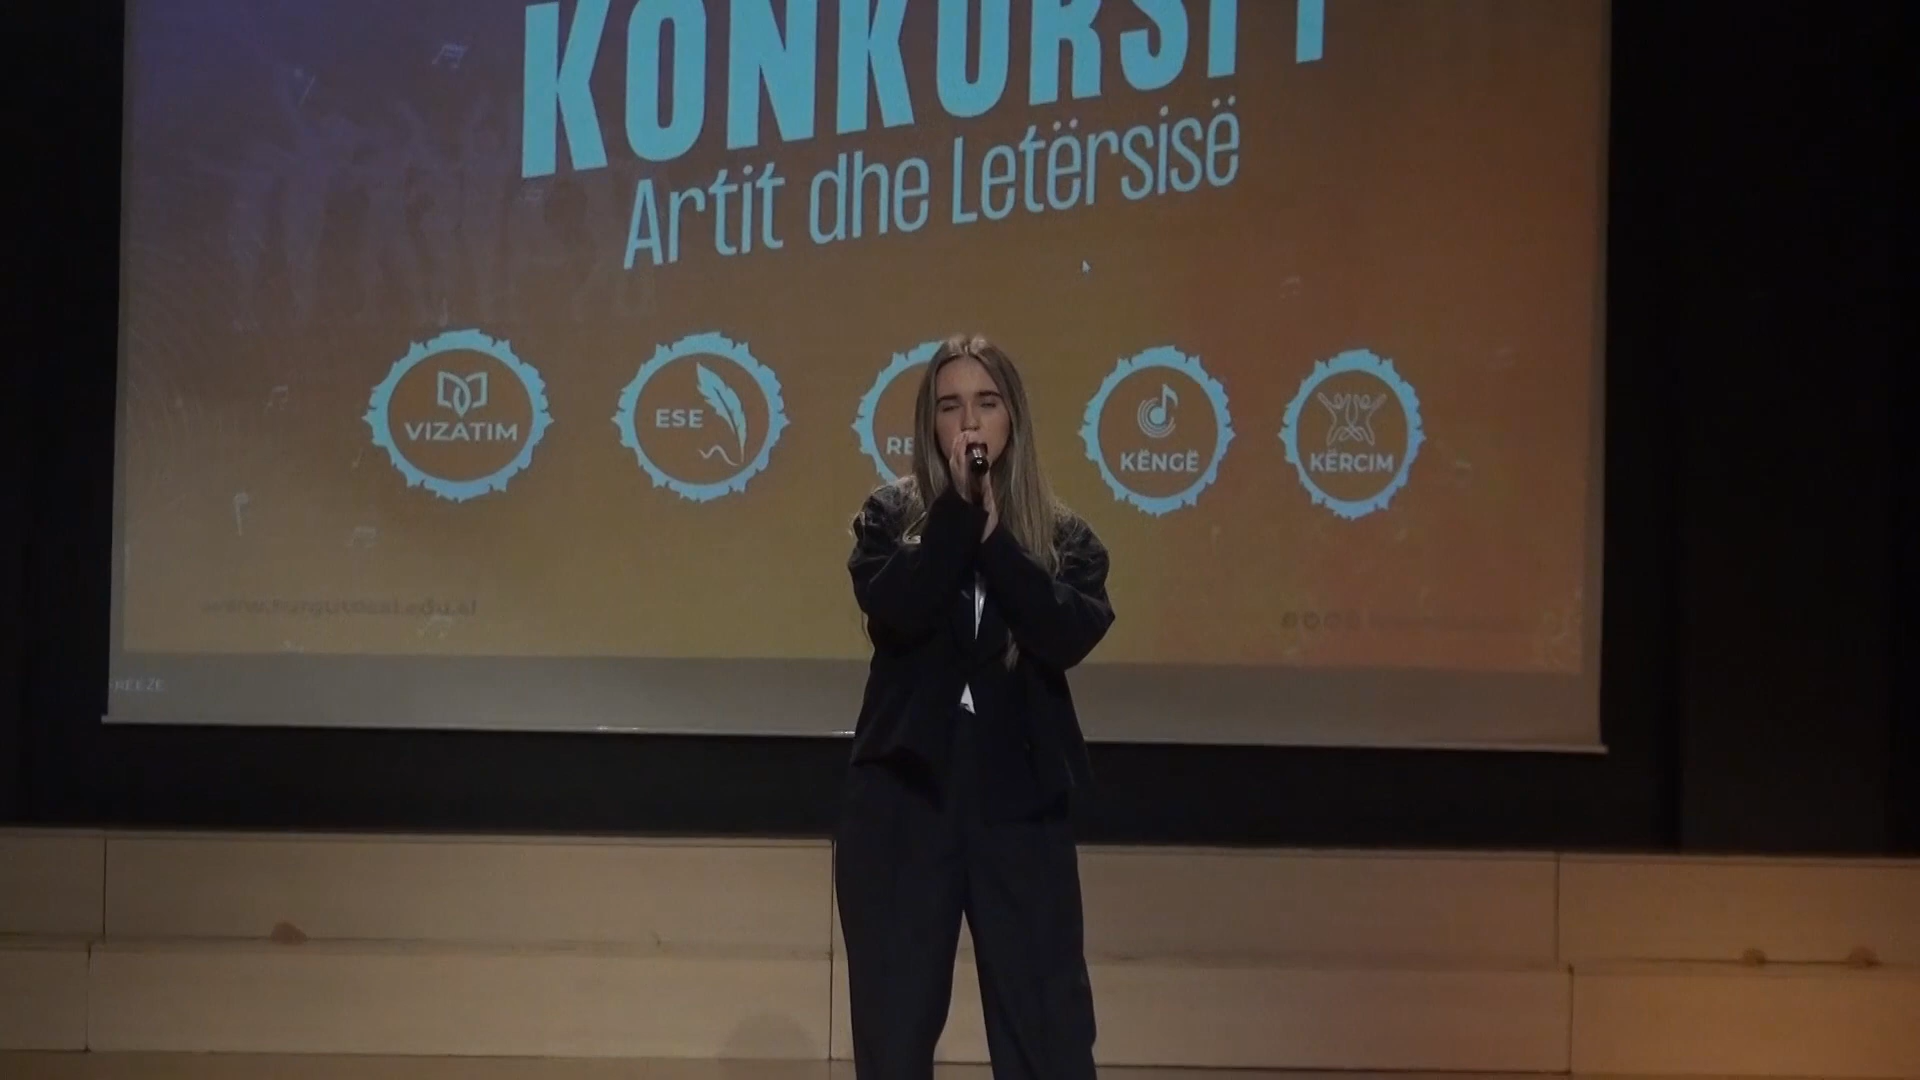 KONKURSI I
Artit dhe Letërsisë
VIZATIM
ESE
KËNGË
KËRCIM